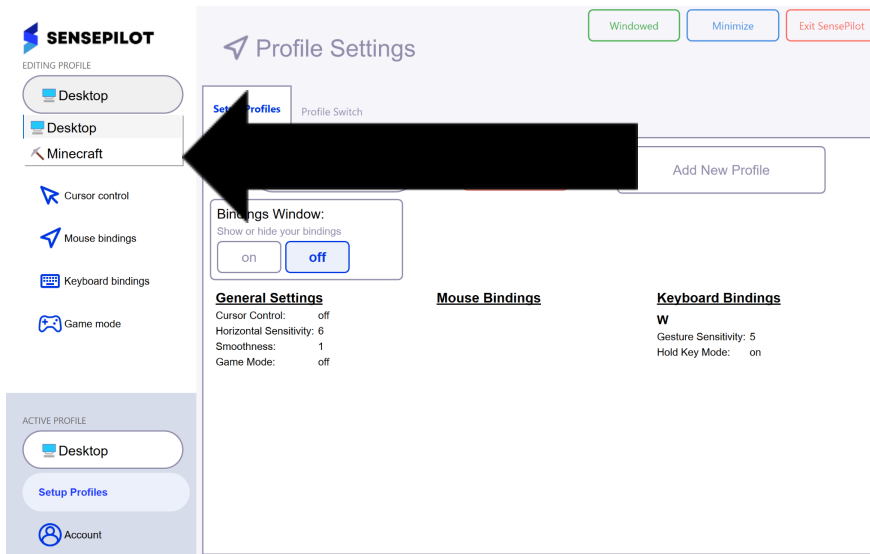 SENSEPILOT
EDITING PROFILE
Desktop
Desktop
Minecraft
Cursor control
Mouse bindings
Keyboard bindings
Game mode
ACTIVE PROFILE
Desktop
Setup Profiles
Account
Profile Settings
Windowed
Minimize
Exit SensePilot
Profiles
Profile Switch
Add New Profile
Bindings Window:
Show or hide your bindings
on
off
General Settings
Cursor Control: off
Horizontal Sensitivity: 6
Smoothness: 1
Game Mode: off
Mouse Bindings
Keyboard Bindings
W
Gesture Sensitivity: 5
Hold Key Mode: on